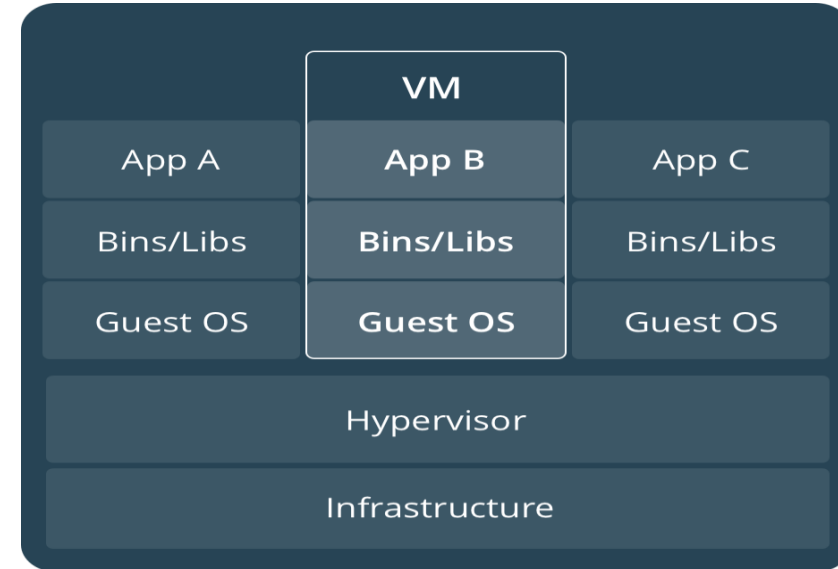 VM
App A
App B
App C
Bins/Libs
Bins/Libs
Bins/Libs
Guest OS
Guest OS
Guest OS
Hypervisor
Infrastructure